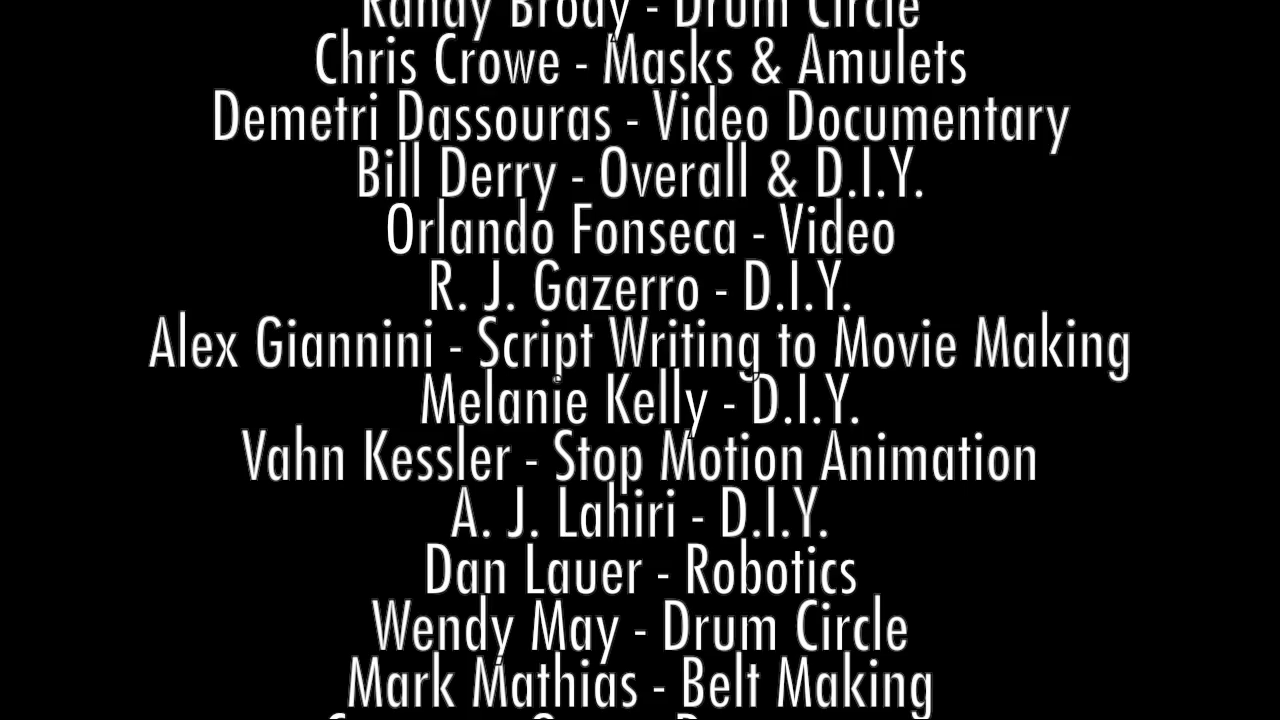 Randy Brody - Drum Circle
Chris Crowe - Masks & Amulets
Demetri Dassouras - Video Documentary
Bill Derry - Overall & D.I.Y.
Orlando Fonseca - Video
R. J. Gazerro - D.I.Y.
Alex Giannini - Script Writing to Movie Making
Melanie Kelly - D.I.Y.
Vahn Kessler - Stop Motion Animation
A. J. Lahiri - D.I.Y.
Dan Lauer - Robotics
Wendy May - Drum Circle
Mark Mathias - Belt Making